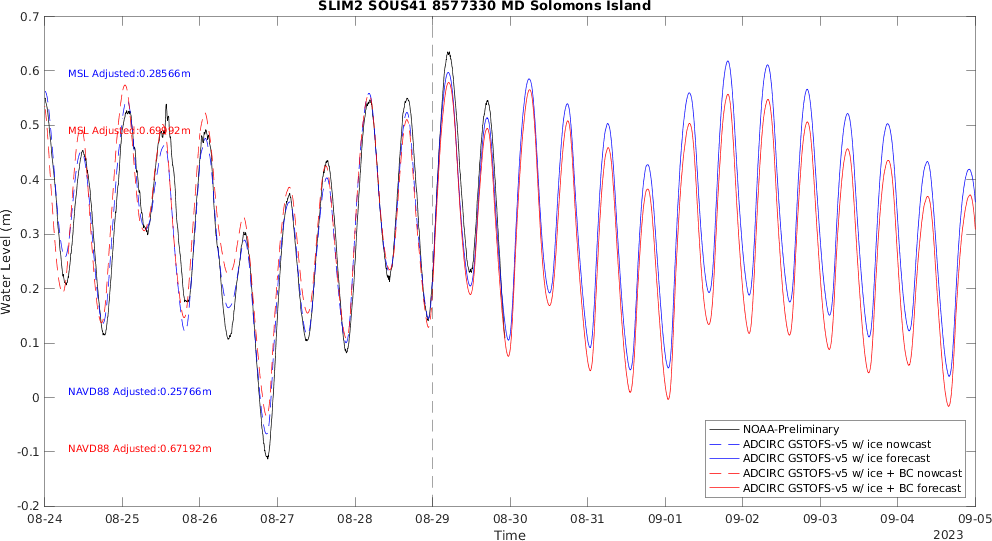 SLIM2 SOUS41 8577330 MD Solomons Island
0.7
0.6
0.5
0.4
0.3
0.2
0.1
0
-0.1
-0.2
Water Level (m)
MSL Adjusted:0.28566m
MSL Adjusted:0.69992m
NAVD88 Adjusted:0.25766m
NAVD88 Adjusted:0.67192m
NOAA-Preliminary
ADCIRC GSTOFS-v5 w/ ice nowcast
ADCIRC GSTOFS-v5 w/ ice forecast
ADCIRC GSTOFS-v5 w/ ice + BC nowcast
ADCIRC GSTOFS-v5 w/ ice + BC forecast
08-24 08-25 08-26 08-27 08-28 08-29 08-30 08-31 09-01 09-02 09-03 09-04 09-05
Time
2023